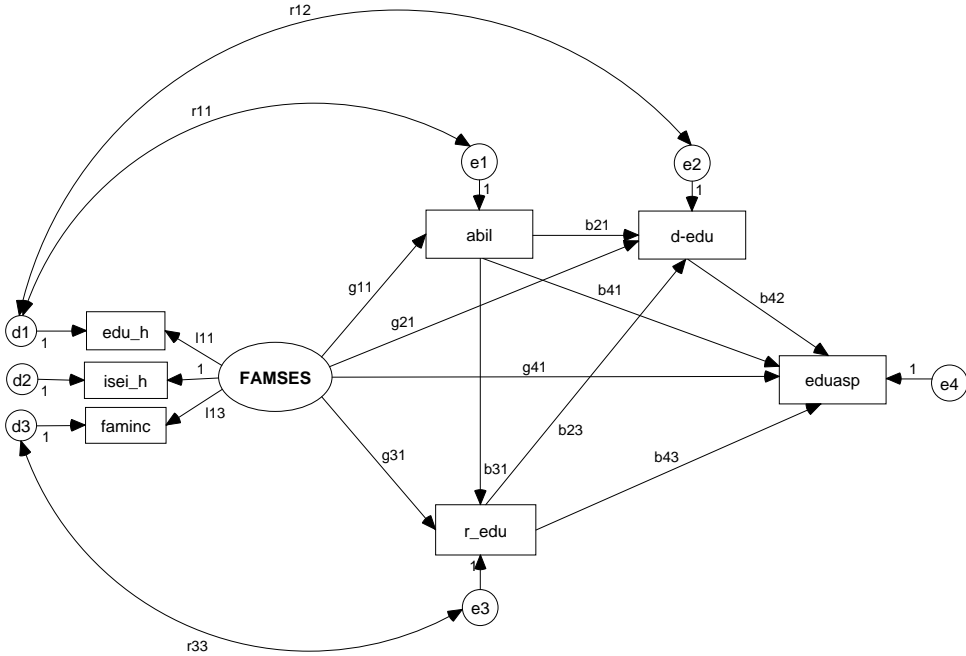 r12
r11
e1
e2
1
1
abil
b21
d-edu
g11
b41
g21
b42
d1
1
edu_h
l11
d2
1
isei_h
1
FAMSES
g41
eduasp
1
e4
d3
1
faminc
l13
b23
g31
b31
b43
r_edu
1
e3
r33